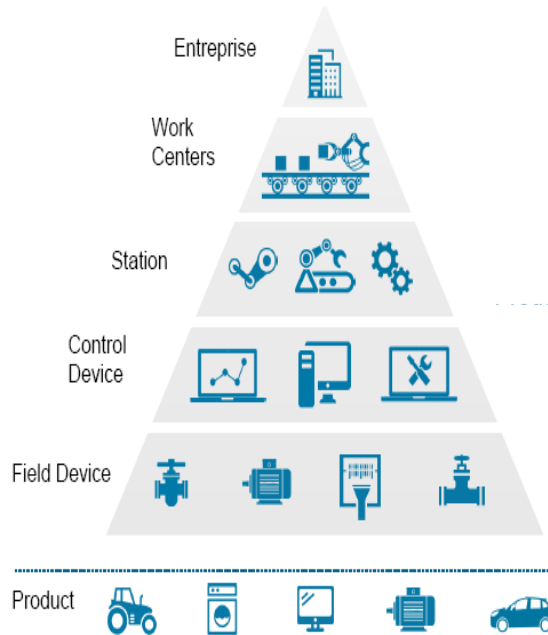 Entreprise
Work
Centers
Station
Control
Device
Field Device
Product